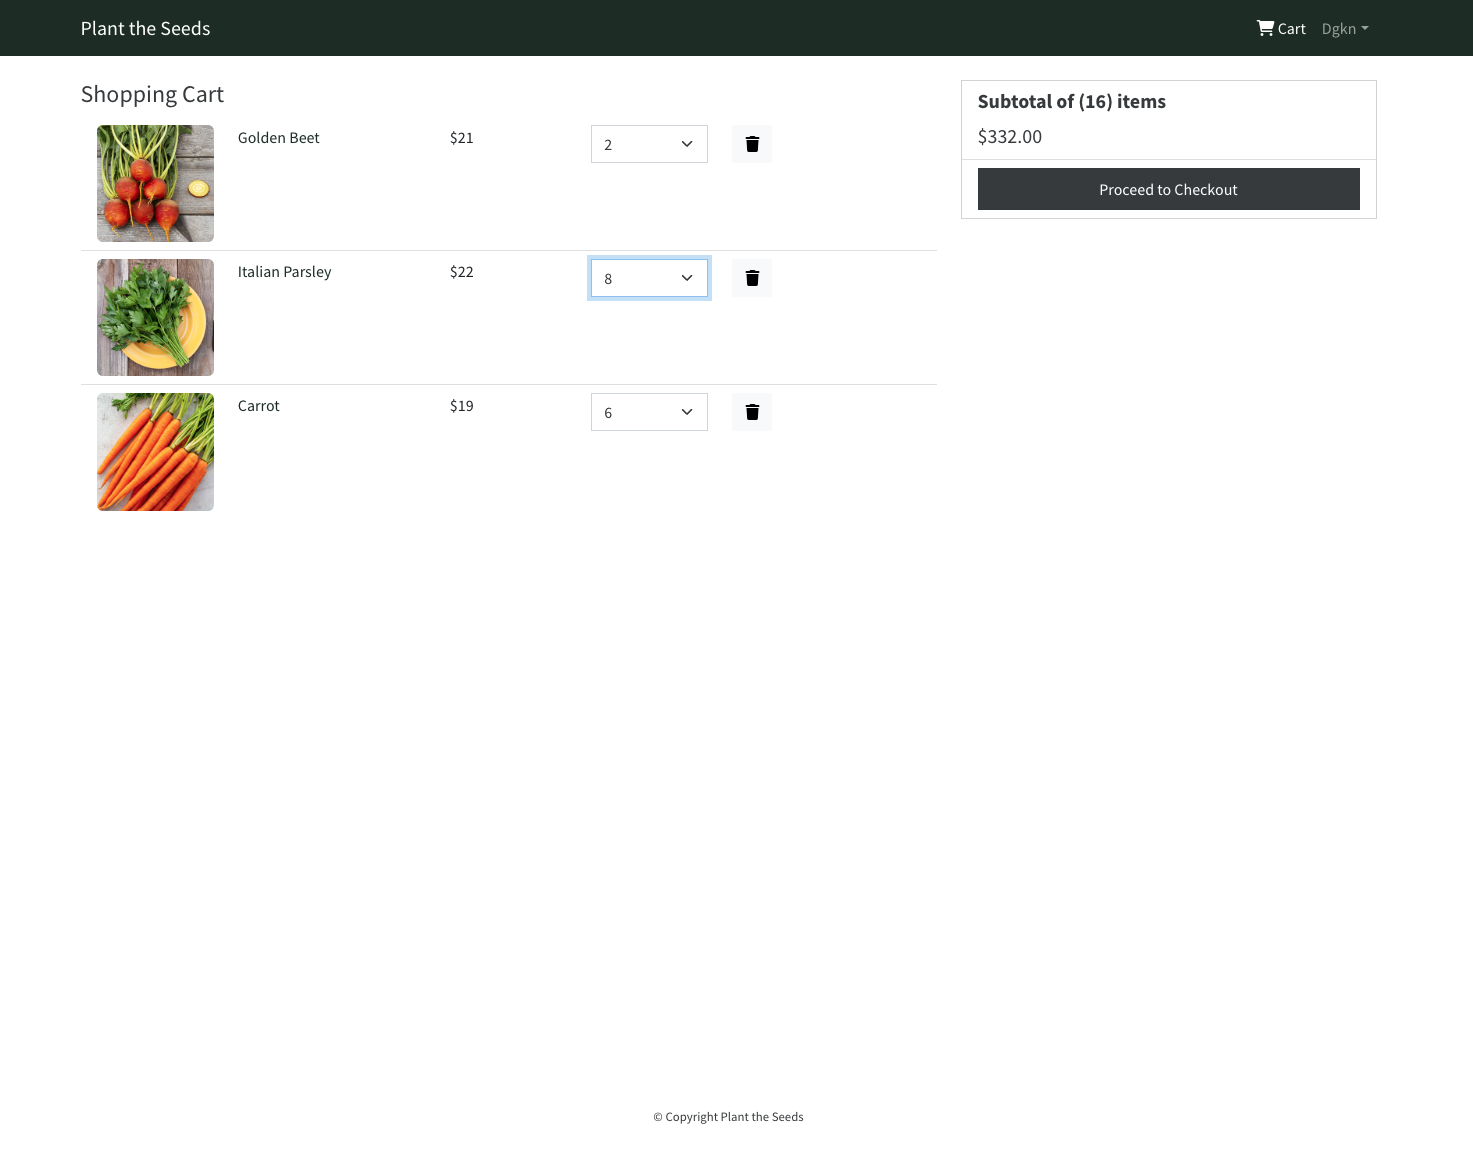 Plant the Seeds
Cart Dgkn
Shopping Cart
Golden Beet $21 2
Italian Parsley $22 8
Carrot $19 6
Subtotal of (16) items
$332.00
Proceed to Checkout
© Copyright Plant the Seeds